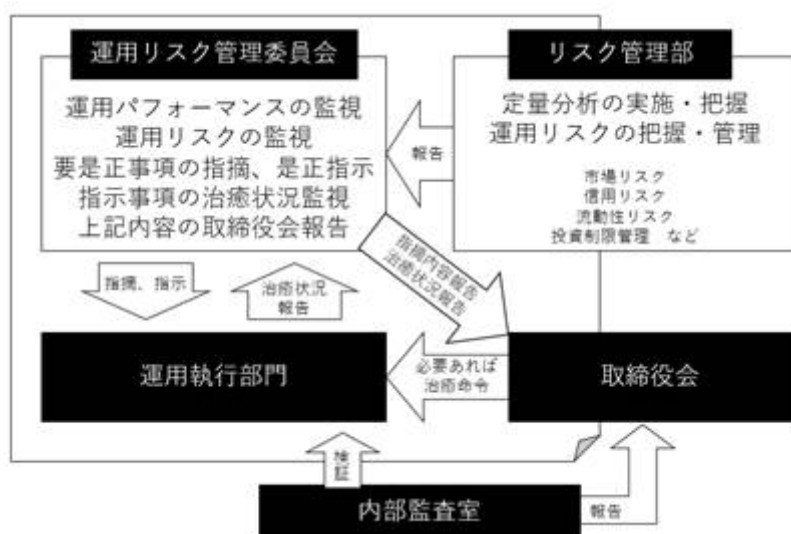 運用リスク管理委員会
運用パフォーマンスの監視
運用リスクの監視
要是正事項の指摘、是正指示
指示事項の治癒状況監視
上記内容の取締役会報告
リスク管理部
定量分析の実施・把握
運用リスクの把握・管理
市場リスク
信用リスク
流動性リスク
投資制限管理 など
報告
指摘内容報告
治癒状況報告
指摘、指示
治癒状況
報告
運用執行部門
必要あれば
治癒命令
取締役会
検証
内部監査室
報告